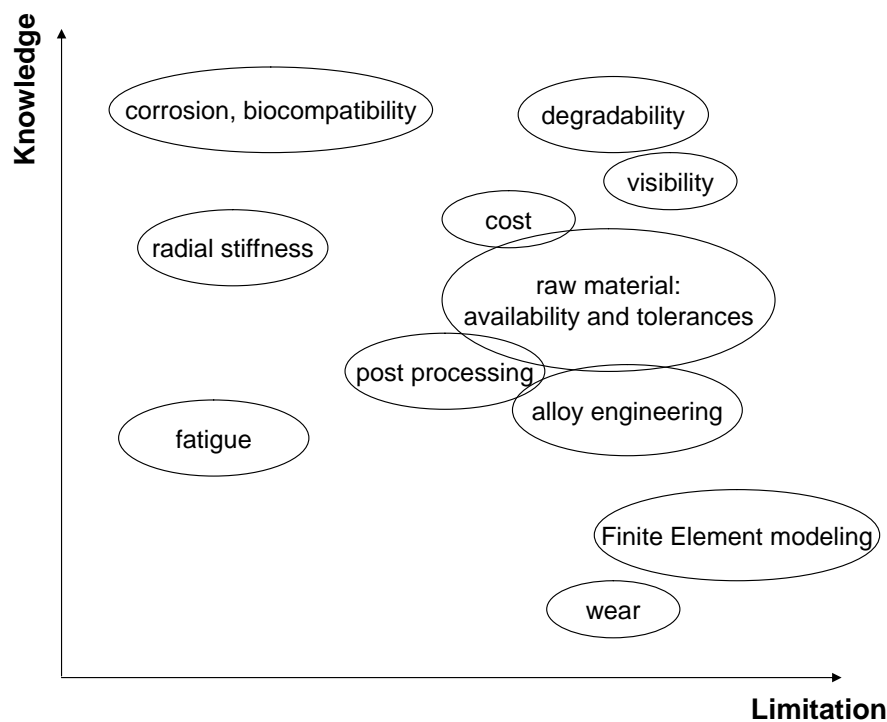 Knowledge
corrosion, biocompatibility
degradability
visibility
cost
radial stiffness
raw material:
availability and tolerances
post processing
alloy engineering
fatigue
Finite Element modeling
wear
Limitation